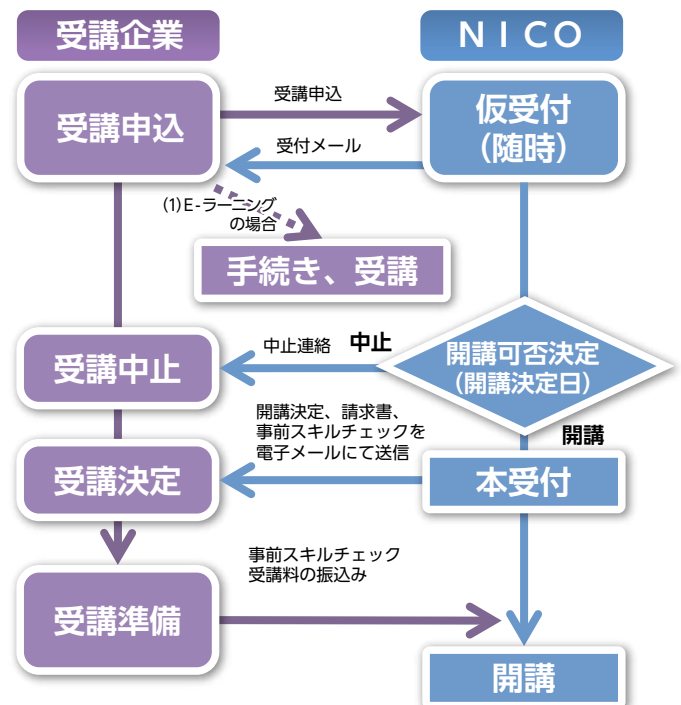 受講企業
ＮＩＣＯ
受講申込
受講申込
仮受付
（随時）
受付メール
(1)E-ラーニング
の場合
手続き、受講
中止連絡
中止
受講中止
開講可否決定
（開講決定日）
開講決定、請求書、
事前スキルチェックを
電子メールにて送信
開講
受講決定
本受付
事前スキルチェック
受講料の振込み
受講準備
開講